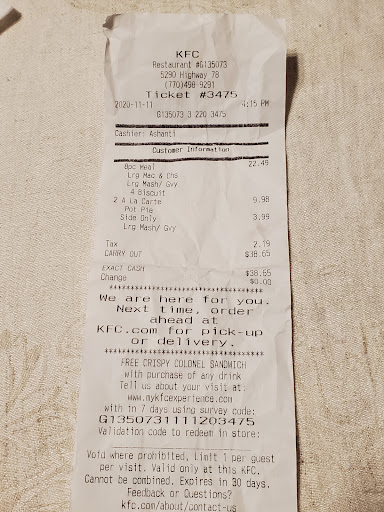 KFC
Restaurant #G135073
5290 Highway 78
(770)498-9291
Ticket #3475
2020-11-11 4:15 PM
G135073 3 220 3475
Cashier: Ashanti
Customer Information
8pc Meal 22.49
Lrg Mac & Chs
Lrg Mash/ Gvy
4 Biscuit
2 A La Carte 9.98
Pot Pie
Side Only 3.99
Lrg Mash/ Gvy
Tax 2.19
CARRY OUT $38.65
EXACT CASH $38.65
Change $0.00
************************************
We are here for you.
Next time, order
ahead at
KFC.com for pick-up
or delivery.
************************************
FREE CRISPY COLONEL SANDWICH
with purchase of any drink
Tell us about your visit at:
www.mykfcexperience.com
with in 7 days using survey code:
G1350731111203475
Validation code to redeem in store:
Void where prohibited, Limit 1 per guest
per visit. Valid only at this KFC.
Cannot be combined. Expires in 30 days.
Feedback or Questions?
kfc.com/about/contact-us